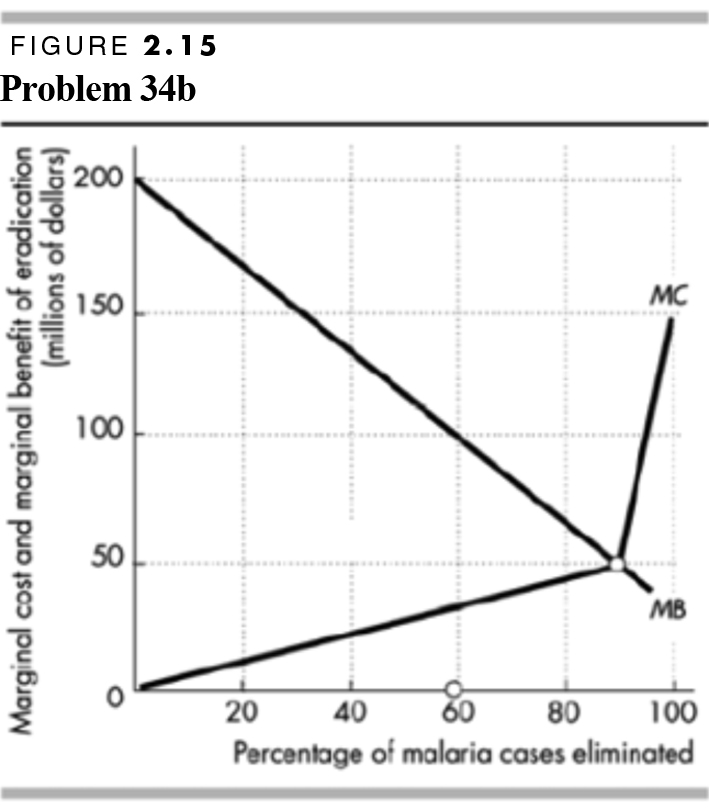 FIGURE 2.15
Problem 34b
Marginal cost and marginal benefit of eradication
(millions of dollars)
200
150
100
50
0
MC
MB
20 40 60 80 100
Percentage of malaria cases eliminated